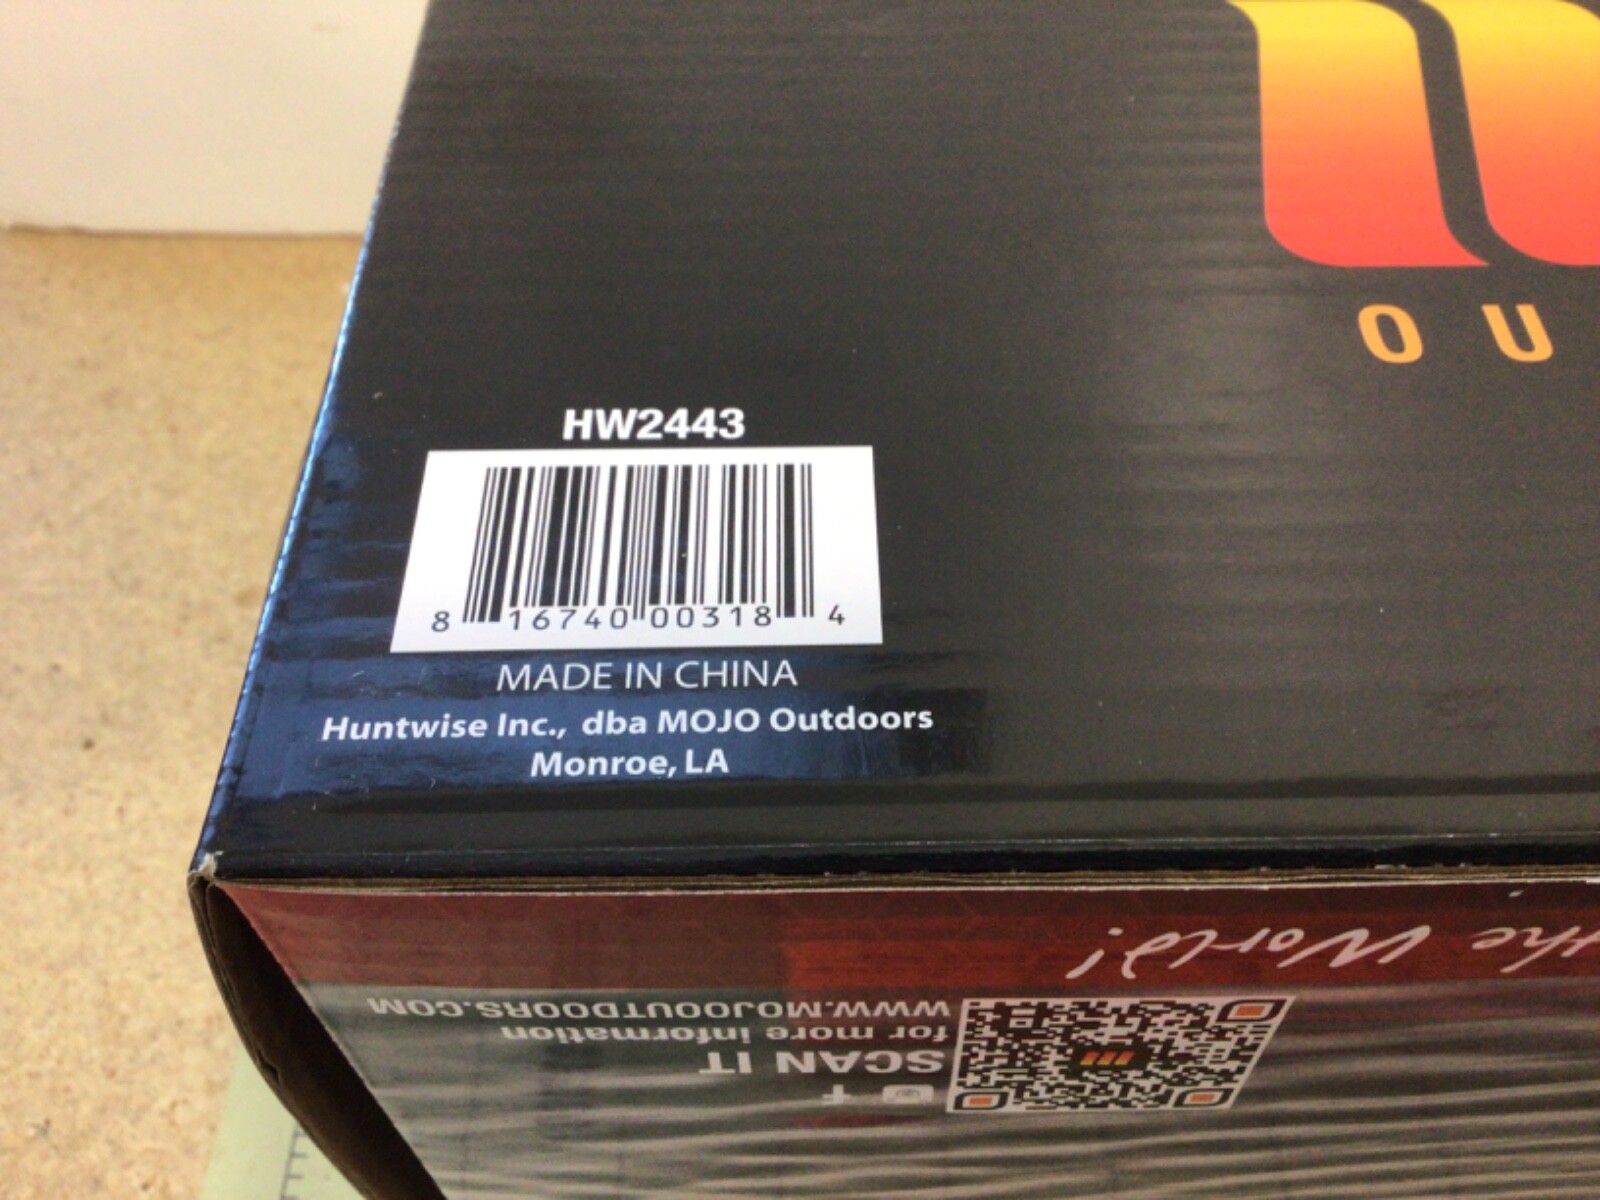 O U
HW2443
8 16740 00318 4
MADE IN CHINA
Huntwise Inc., dba MOJO Outdoors
Monroe, LA
the World!
WWW.MOJOOUTDOORS.COM
for more information
SCAN IT